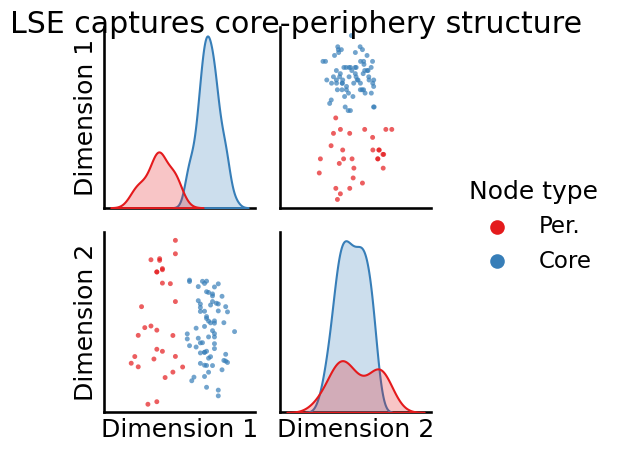 LSE captures core-periphery structure
Dimension 1
Node type
Per.
Core
Dimension 2
Dimension 1
Dimension 2